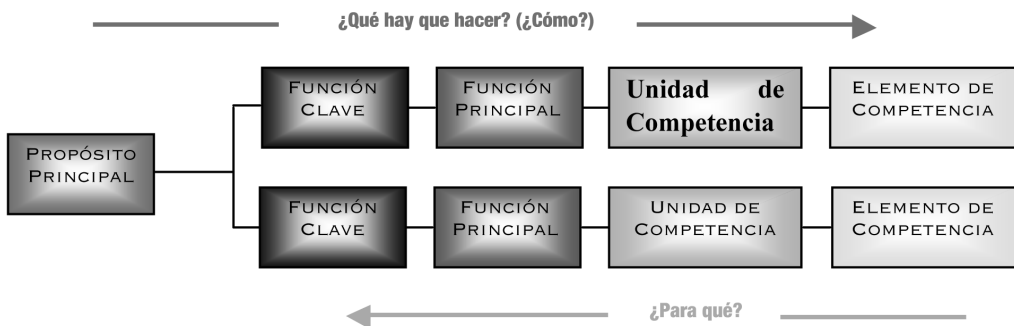 ¿Qué hay que hacer? (¿Cómo?)
FUNCIÓN
CLAVE
FUNCIÓN
PRINCIPAL
Unidad de
Competencia
ELEMENTO DE
COMPETENCIA
PROPÓSITO
PRINCIPAL
FUNCIÓN
CLAVE
FUNCIÓN
PRINCIPAL
UNIDAD DE
COMPETENCIA
ELEMENTO DE
COMPETENCIA
¿Para qué?